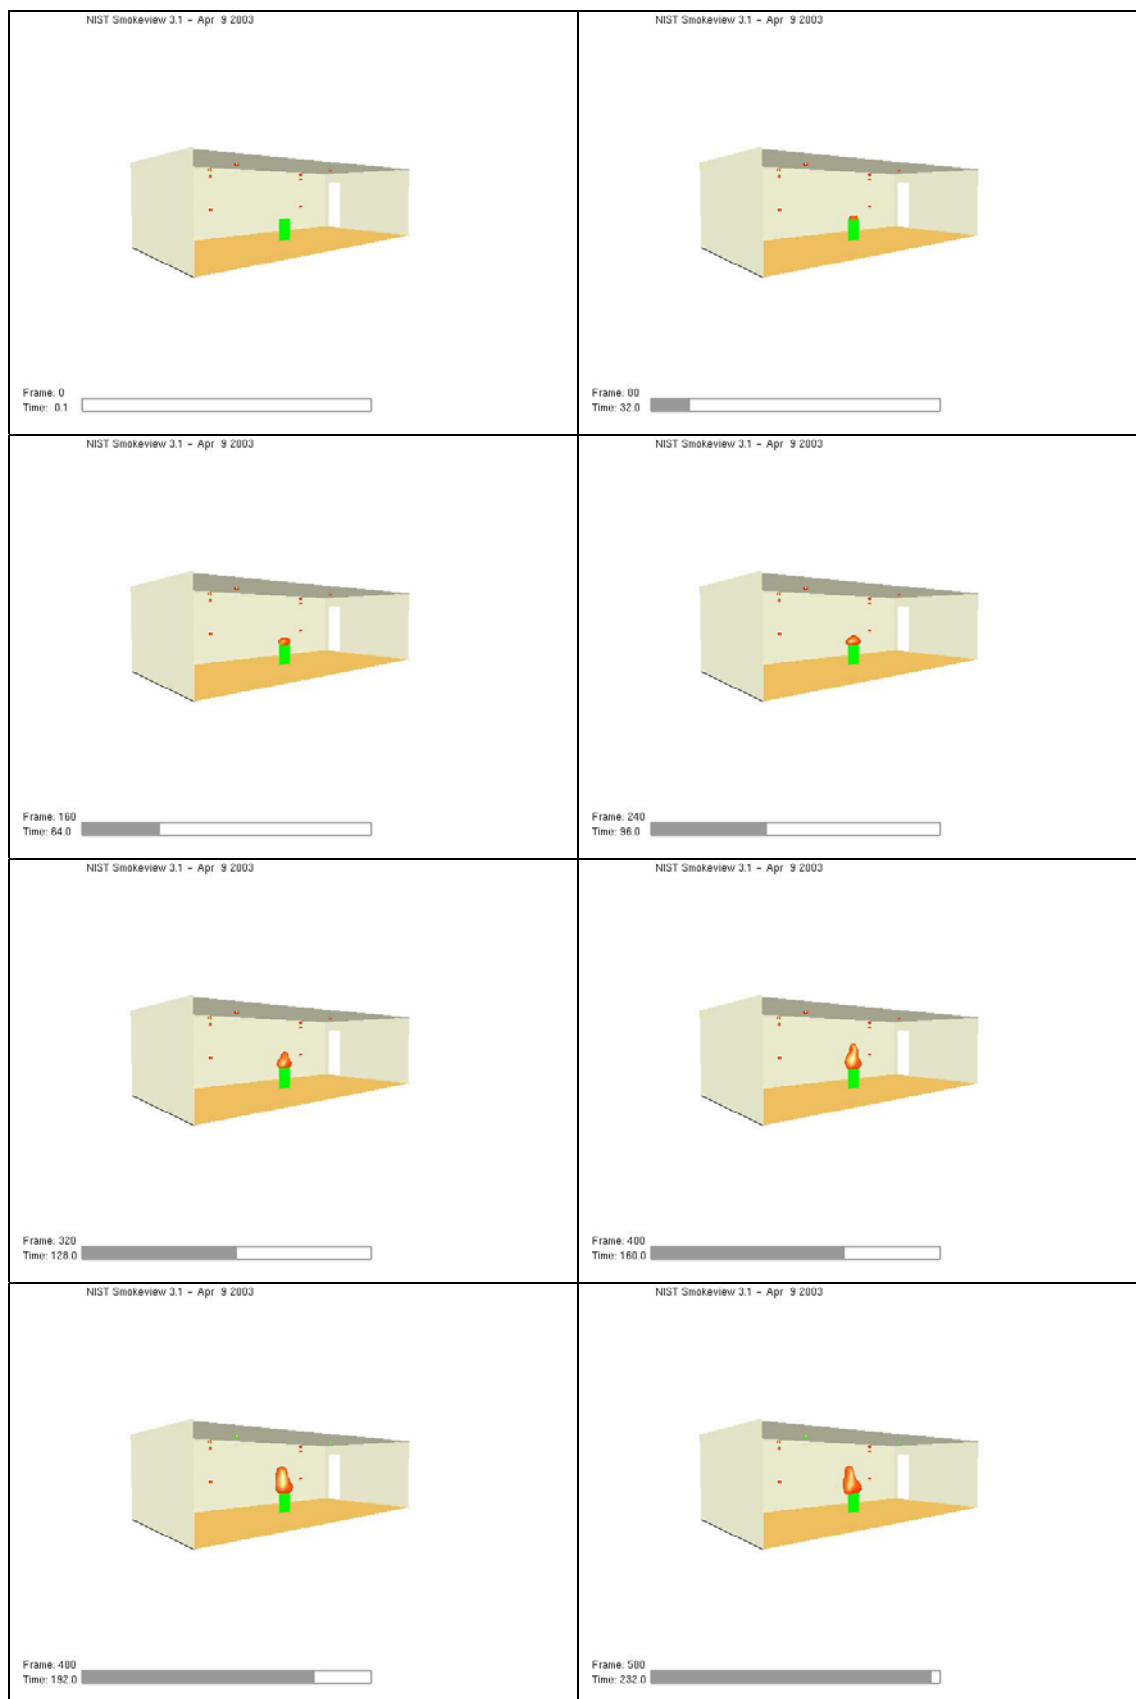 NIST Smokeview 3.1 - Apr 9 2003
NIST Smokeview 3.1 - Apr 9 2003
Frame: 0
Time: 0.1
Frame: 80
Time: 32.0
NIST Smokeview 3.1 - Apr 9 2003
NIST Smokeview 3.1 - Apr 9 2003
Frame: 160
Time: 64.0
Frame: 240
Time: 96.0
NIST Smokeview 3.1 - Apr 9 2003
NIST Smokeview 3.1 - Apr 9 2003
Frame: 320
Time: 128.0
Frame: 400
Time: 160.0
NIST Smokeview 3.1 - Apr 9 2003
NIST Smokeview 3.1 - Apr 9 2003
Frame: 480
Time: 192.0
Frame: 580
Time: 232.0